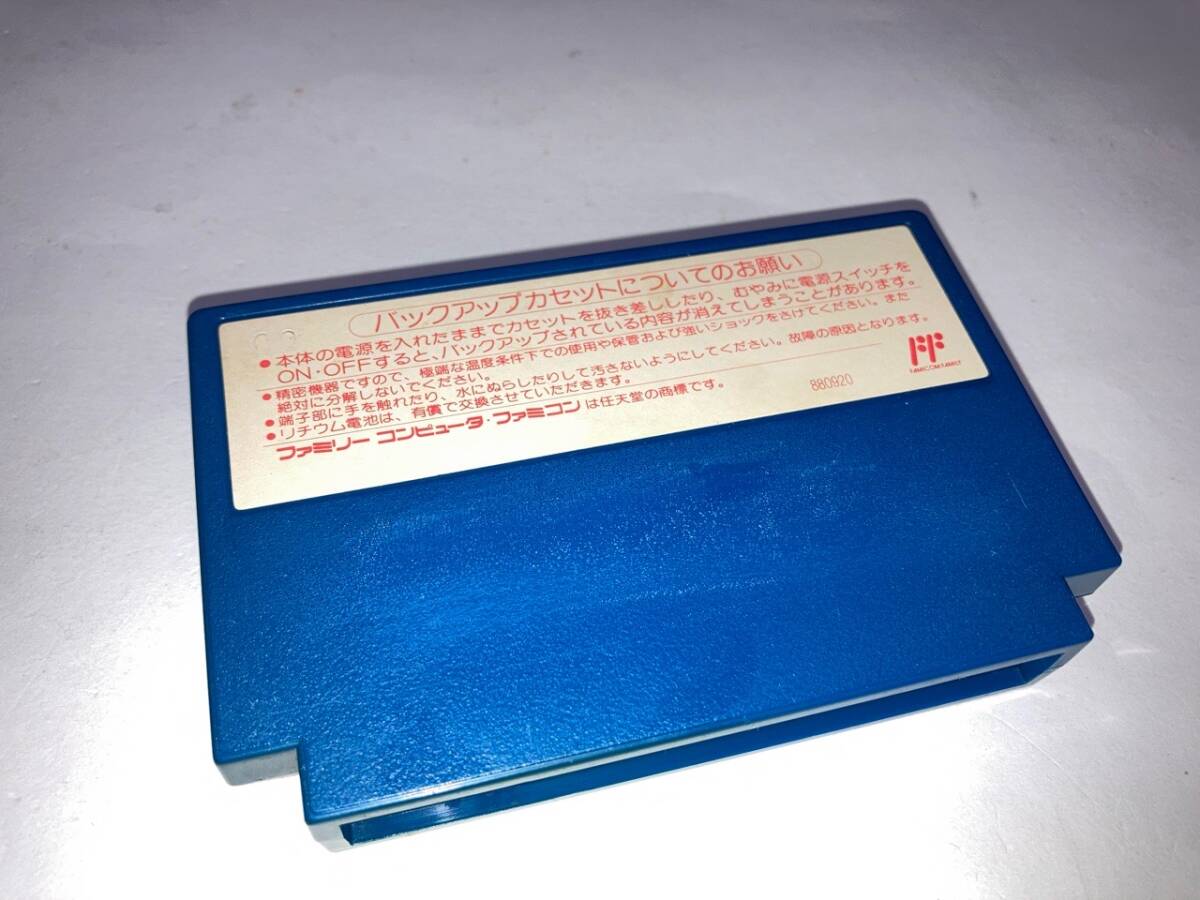 バックアップカセットについてのお願い
●本体の電源を入れたままでカセットを抜き差ししたり、むやみに電源スイッチを
ON・OFFすると、バックアップされている内容が消えてしまうことがあります。
●精密機器ですので、極端な温度条件下での使用や保管および強いショックをさけてください。また
絶対に分解しないでください。
●端子部に手を触れたり、水にぬらしたりして汚さないようにしてください。故障の原因となります。
●リチウム電池は、有償で交換させていただきます。
ファミリー コンピュータ・ファミコン は任天堂の商標です。
880920
FF
FAMICOM FAMILY